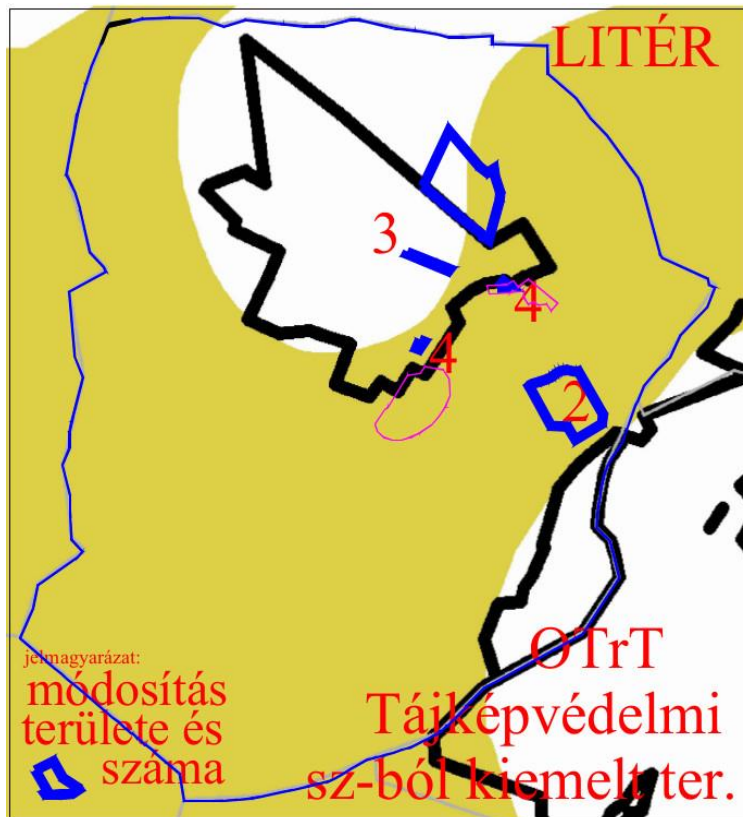 LITÉR
3
4
4
2
jelmagyarázat:
módosítás
területe és
száma
OTrT
Tájképvédelmi
sz-ból kiemelt ter.